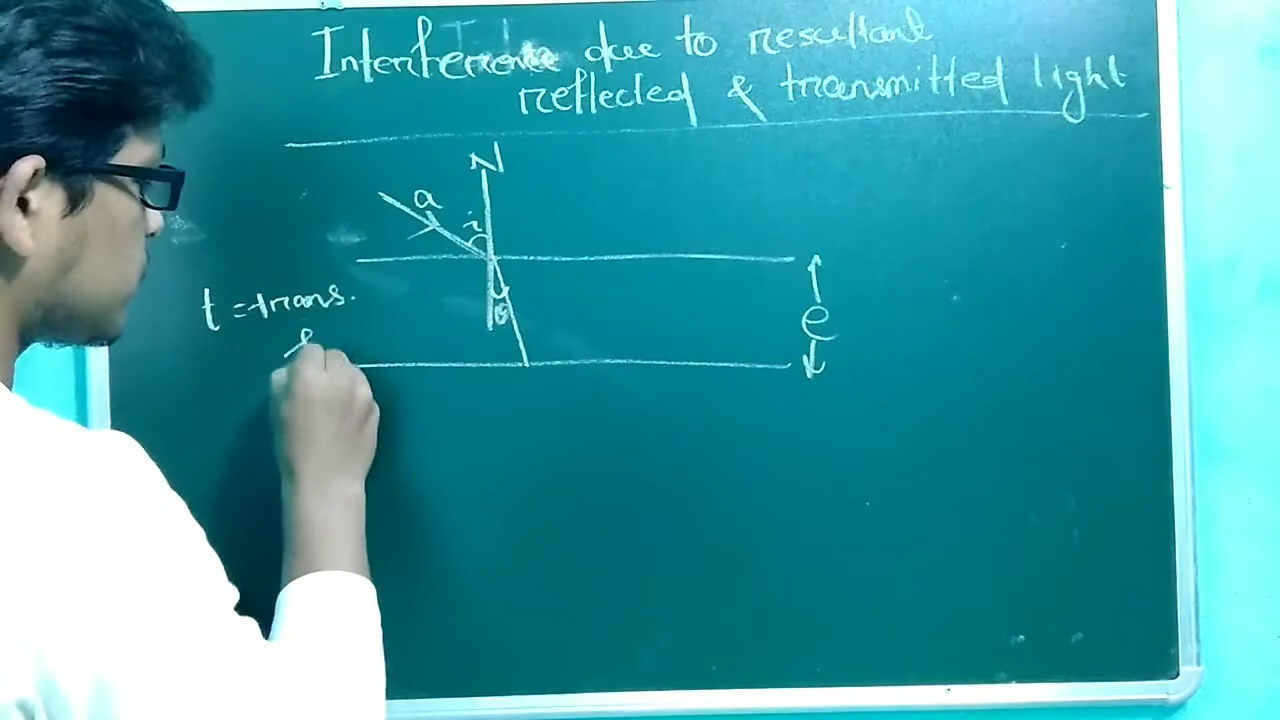 Interference due to resultant
reflected & transmitted light
N
a
i
t = trans.
θ
e